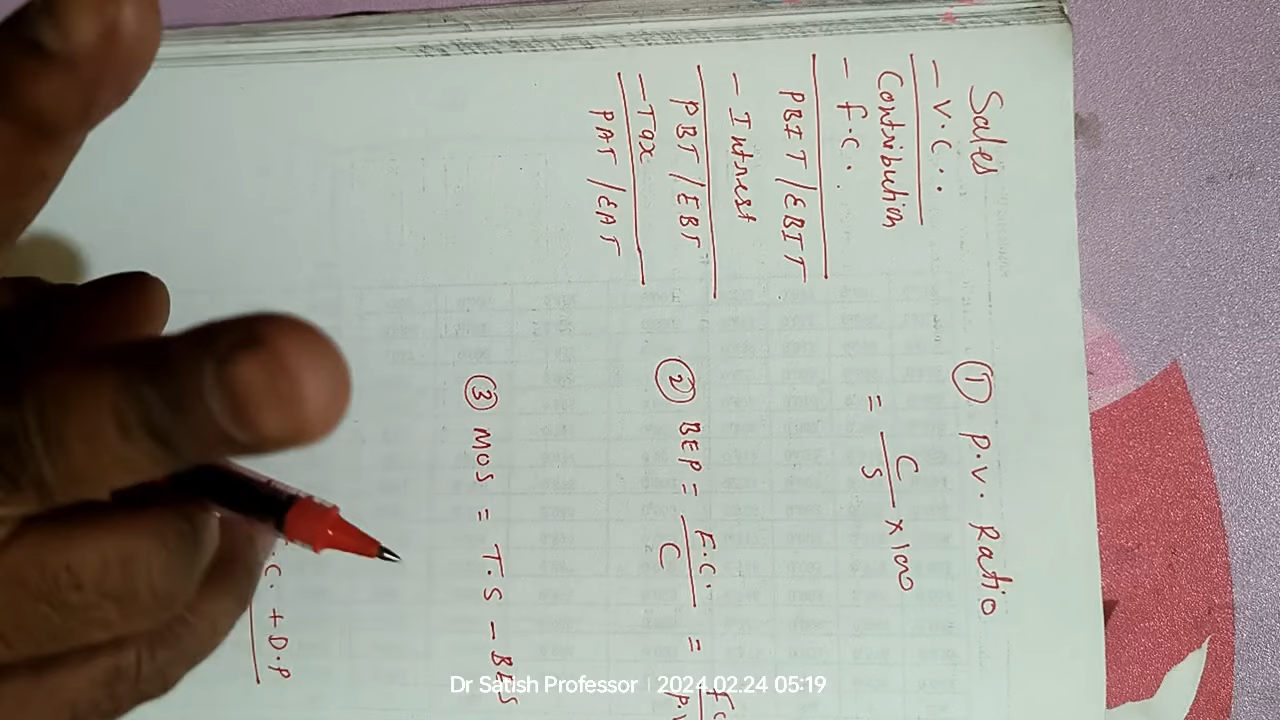 Sales
- V.C..
Contribution
- F.C.
PBIT / EBIT
- Intrest
PBT / EBT
- Tax
PAT / EAT
① P.V. Ratio
= C/S × 100
② BEP = F.C./C =
③ MOS = T.S -
.C. + D.P
Dr Satish Professor | 2024.02.24 05:19